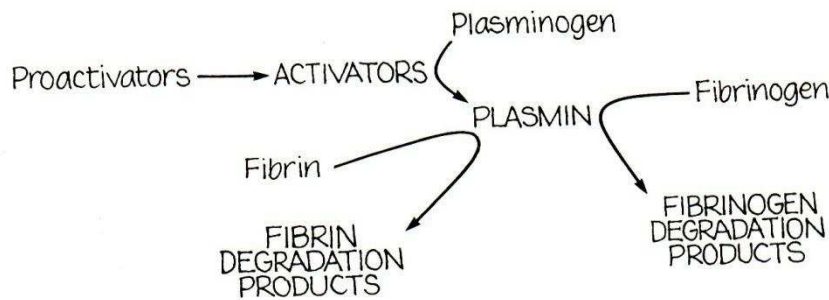 Plasminogen
Proactivators ACTIVATORS
PLASMIN
Fibrinogen
Fibrin
FIBRIN
DEGRADATION
PRODUCTS
FIBRINOGEN
DEGRADATION
PRODUCTS